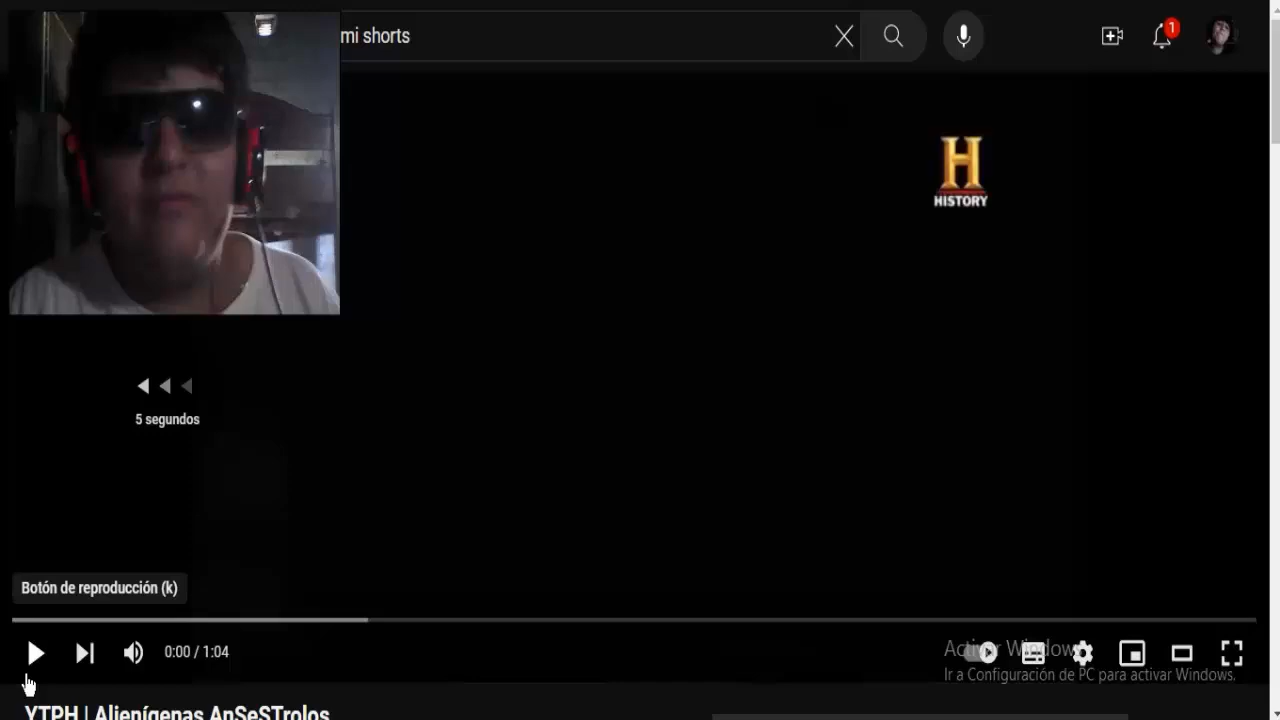 mi shorts
1
H
HISTORY
5 segundos
Botón de reproducción (k)
0:00 / 1:04
Activar Windows
Ir a Configuración de PC para activar Windows.
YTPH | Alienígenas AnSeSTrolos